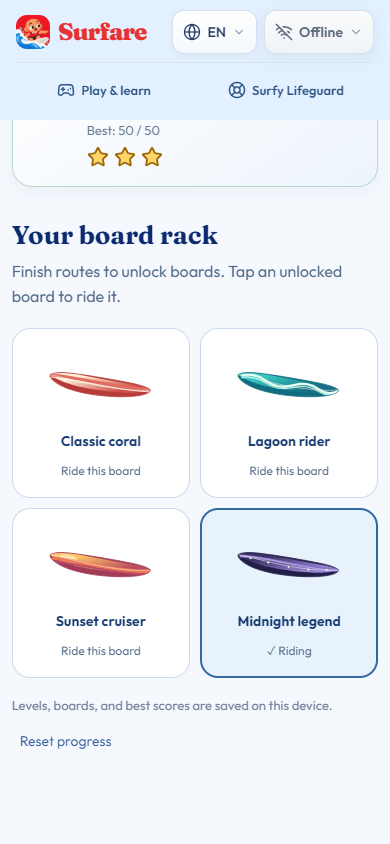 Surfare
EN
Offline
Play & learn
Surfy Lifeguard
Best: 50 / 50
Your board rack
Finish routes to unlock boards. Tap an unlocked
board to ride it.
Classic coral
Ride this board
Lagoon rider
Ride this board
Sunset cruiser
Ride this board
Midnight legend
✓ Riding
Levels, boards, and best scores are saved on this device.
Reset progress